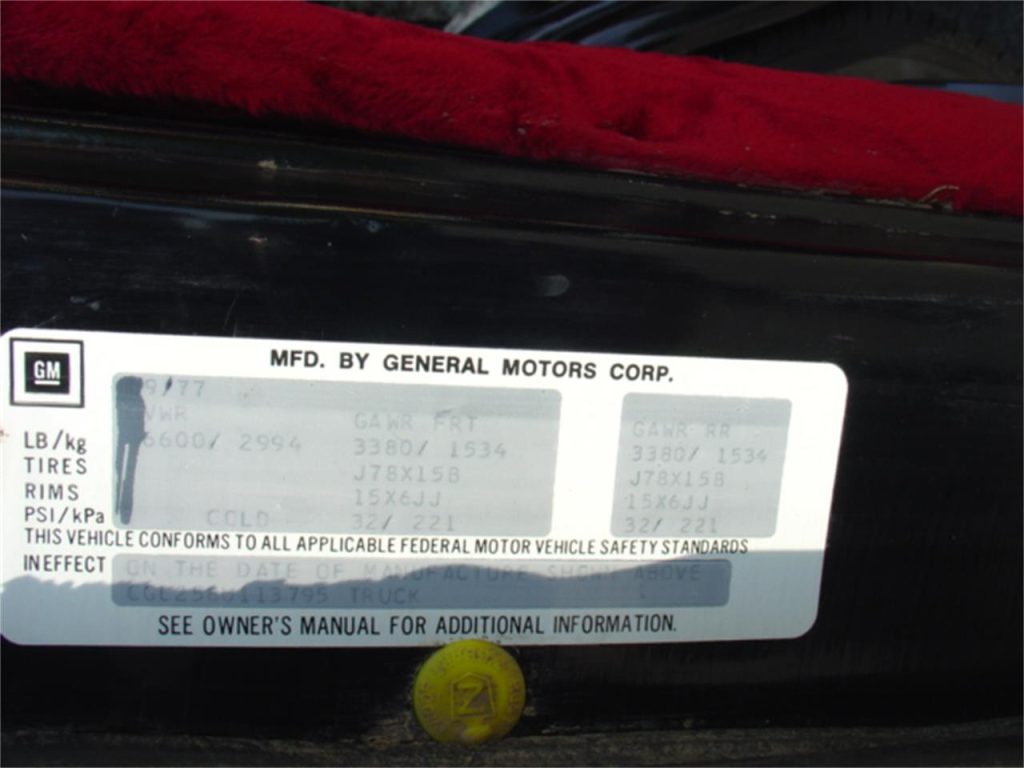 MFD. BY GENERAL MOTORS CORP.
GM
9/77
VWR GAWR FRT GAWR RR
LB/kg 6600/ 2994 3380/ 1534 3380/ 1534
TIRES J78X15B J78X15B
RIMS 15X6JJ 15X6JJ
PSI/kPa COLD 32/ 221 32/ 221
THIS VEHICLE CONFORMS TO ALL APPLICABLE FEDERAL MOTOR VEHICLE SAFETY STANDARDS
IN EFFECT ON THE DATE OF MANUFACTURE SHOWN ABOVE
TRUCK
SEE OWNER'S MANUAL FOR ADDITIONAL INFORMATION.
Z